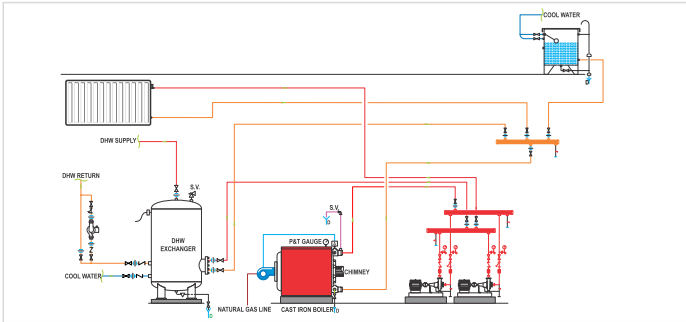 COOL WATER
DHW SUPPLY
DHW RETURN
S.V.
S.V.
DHW
EXCHANGER
P&T GAUGE
CHIMNEY
COOL WATER
NATURAL GAS LINE
CAST IRON BOILER